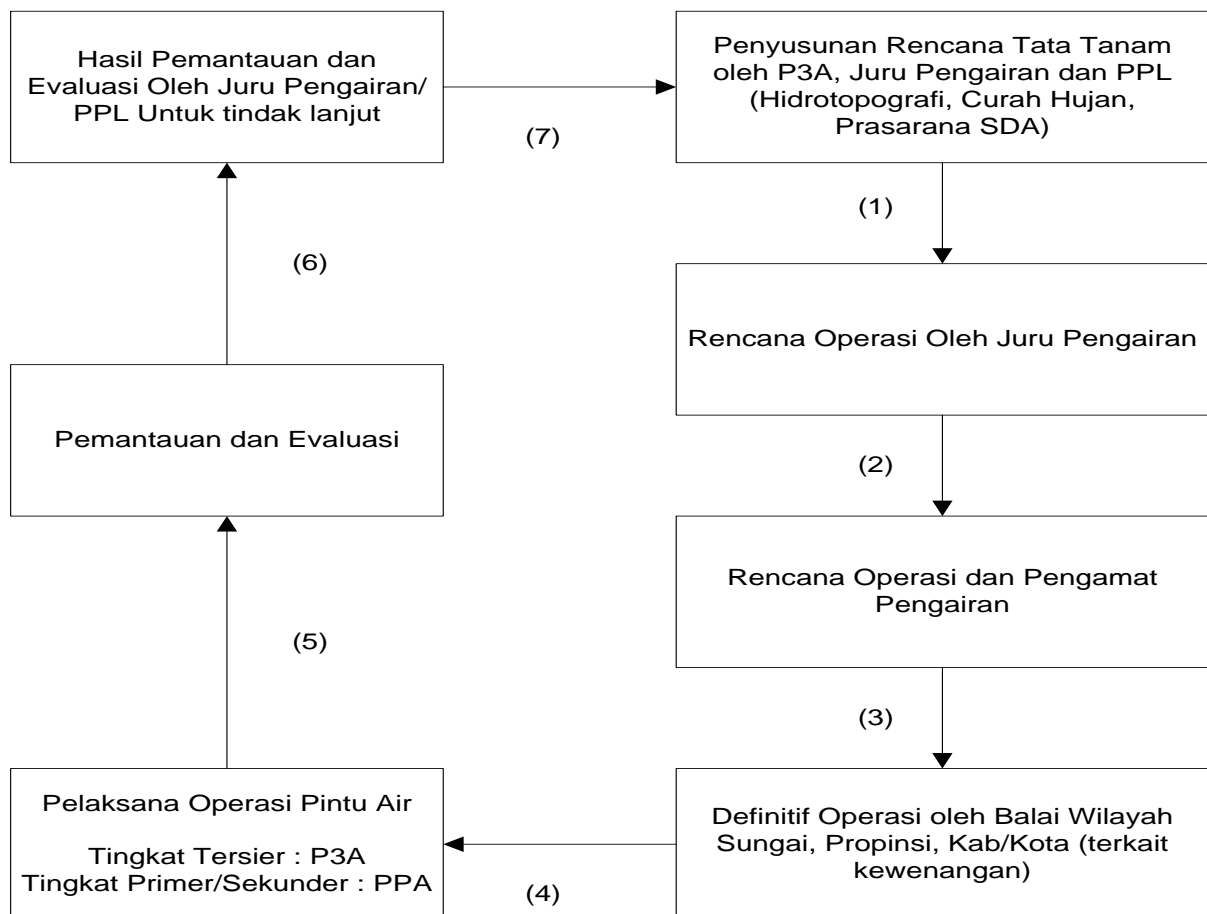 Hasil Pemantauan dan
Evaluasi Oleh Juru Pengairan/
PPL Untuk tindak lanjut
(7)
Penyusunan Rencana Tata Tanam
oleh P3A, Juru Pengairan dan PPL
(Hidrotopografi, Curah Hujan,
Prasarana SDA)
(1)
Rencana Operasi Oleh Juru Pengairan
(2)
Rencana Operasi dan Pengamat
Pengairan
(3)
Definitif Operasi oleh Balai Wilayah
Sungai, Propinsi, Kab/Kota (terkait
kewenangan)
(4)
Pelaksana Operasi Pintu Air
Tingkat Tersier : P3A
Tingkat Primer/Sekunder : PPA
(5)
Pemantauan dan Evaluasi
(6)